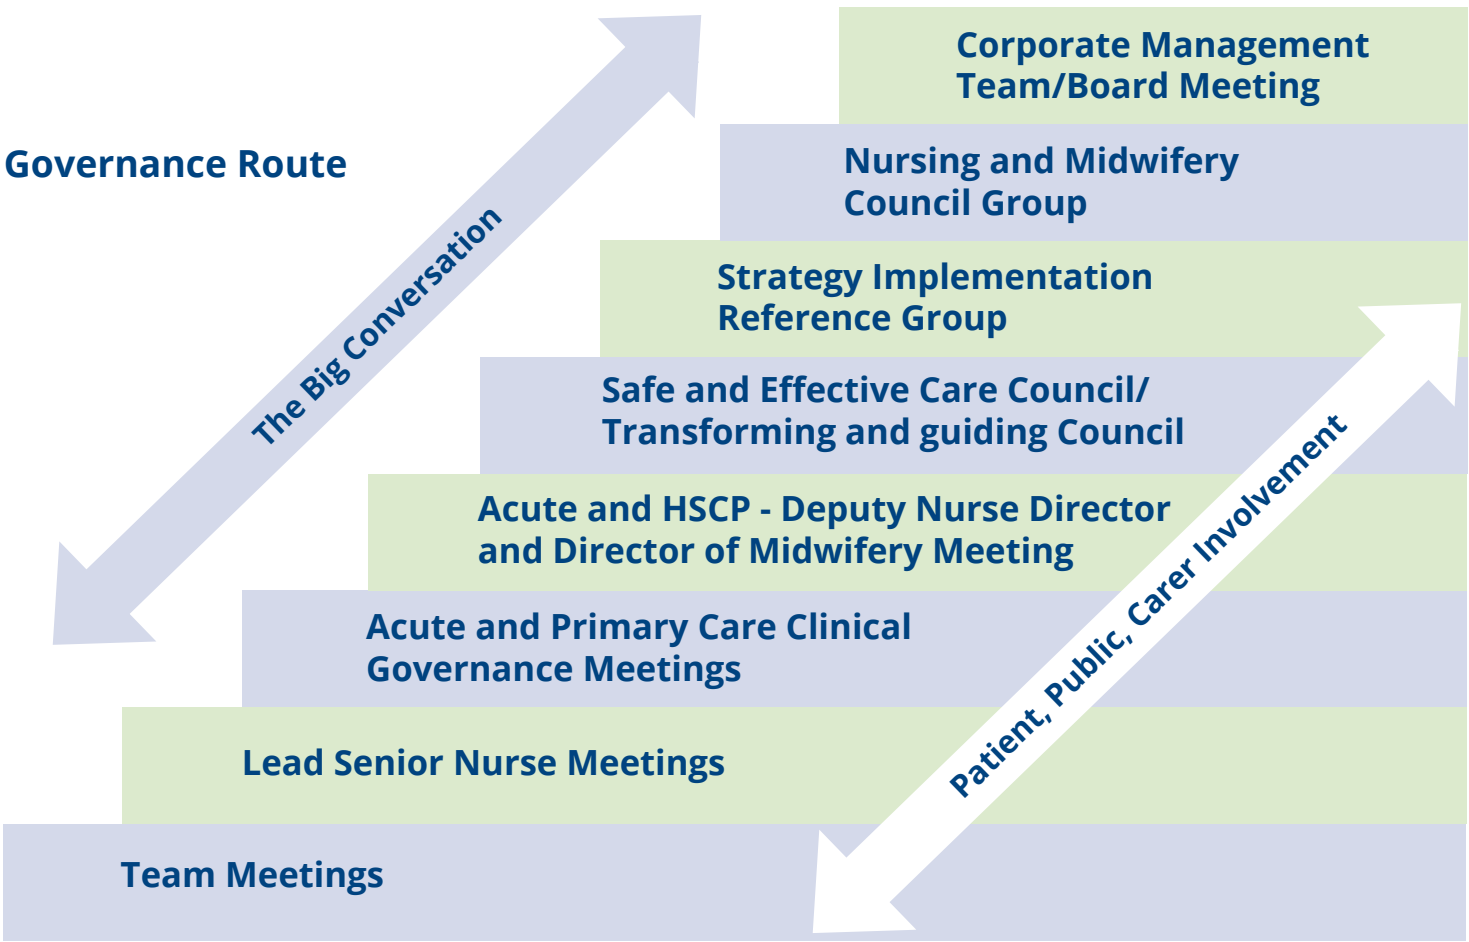 Corporate Management
Team/Board Meeting
Governance Route
Nursing and Midwifery
Council Group
The Big Conversation
Strategy Implementation
Reference Group
Safe and Effective Care Council/
Transforming and guiding Council
Acute and HSCP - Deputy Nurse Director
and Director of Midwifery Meeting
Patient, Public, Carer Involvement
Acute and Primary Care Clinical
Governance Meetings
Lead Senior Nurse Meetings
Team Meetings